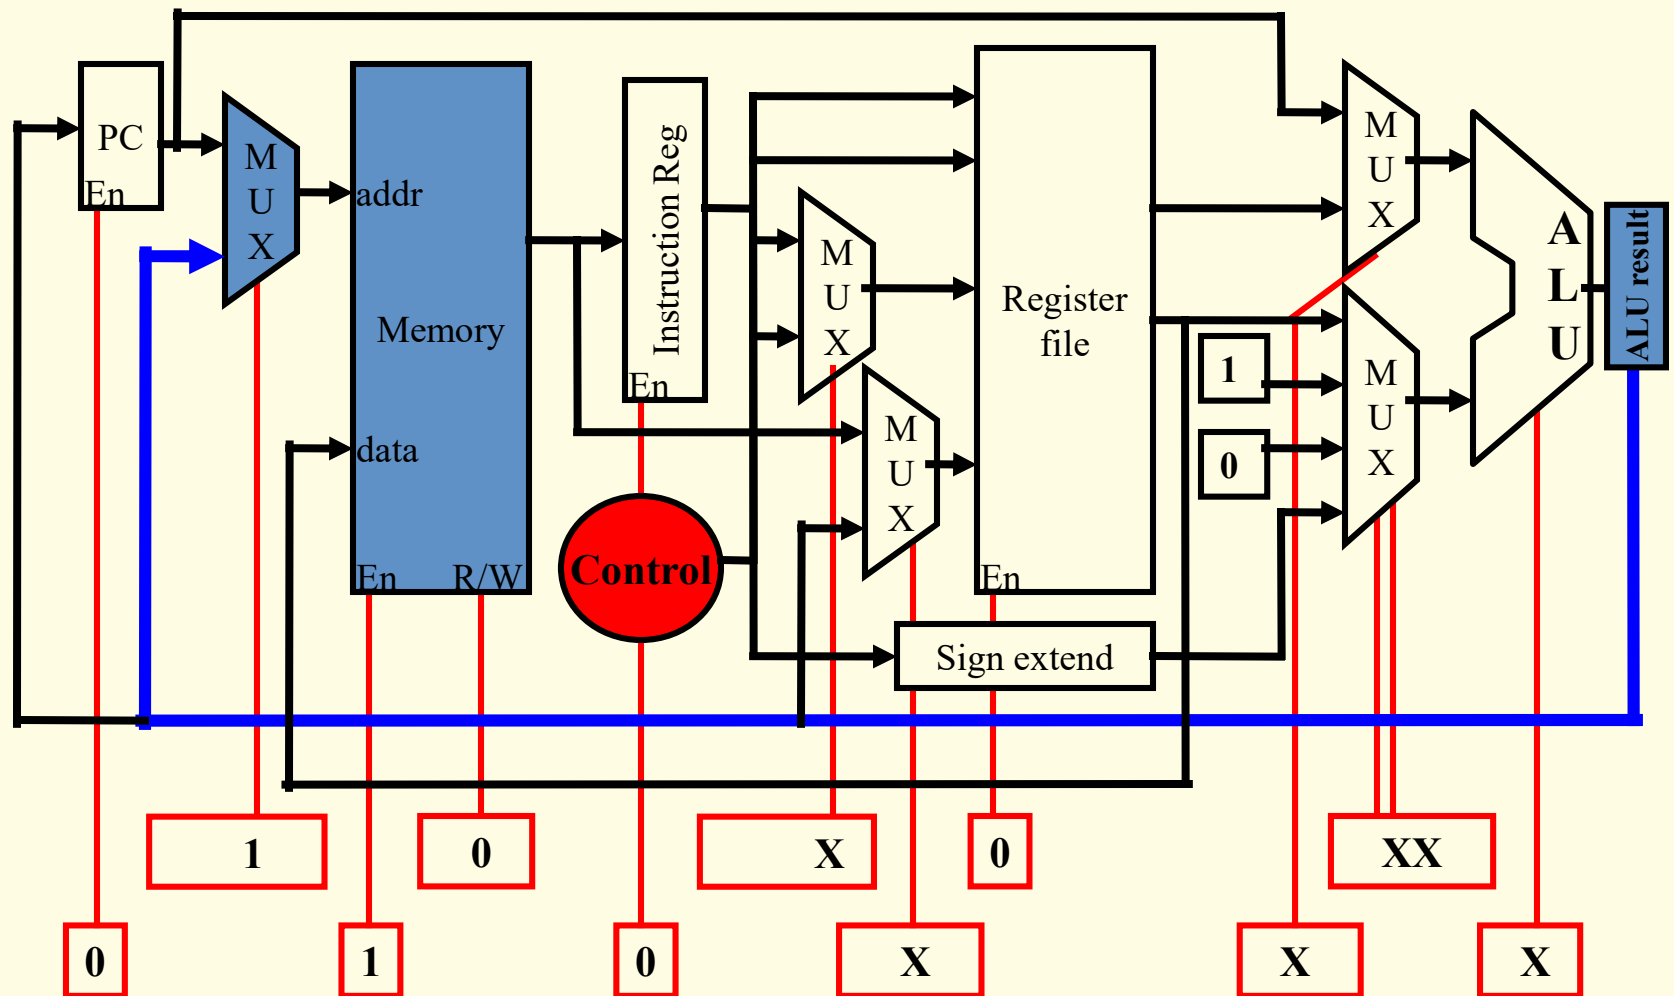 PC
En
M
U
X
addr
Memory
data
En R/W
Instruction Reg
En
Control
M
U
X
M
U
X
Register
file
En
Sign extend
1
0
M
U
X
M
U
X
A
L
U
ALU result
1
0
X
0
XX
0
1
0
X
X
X